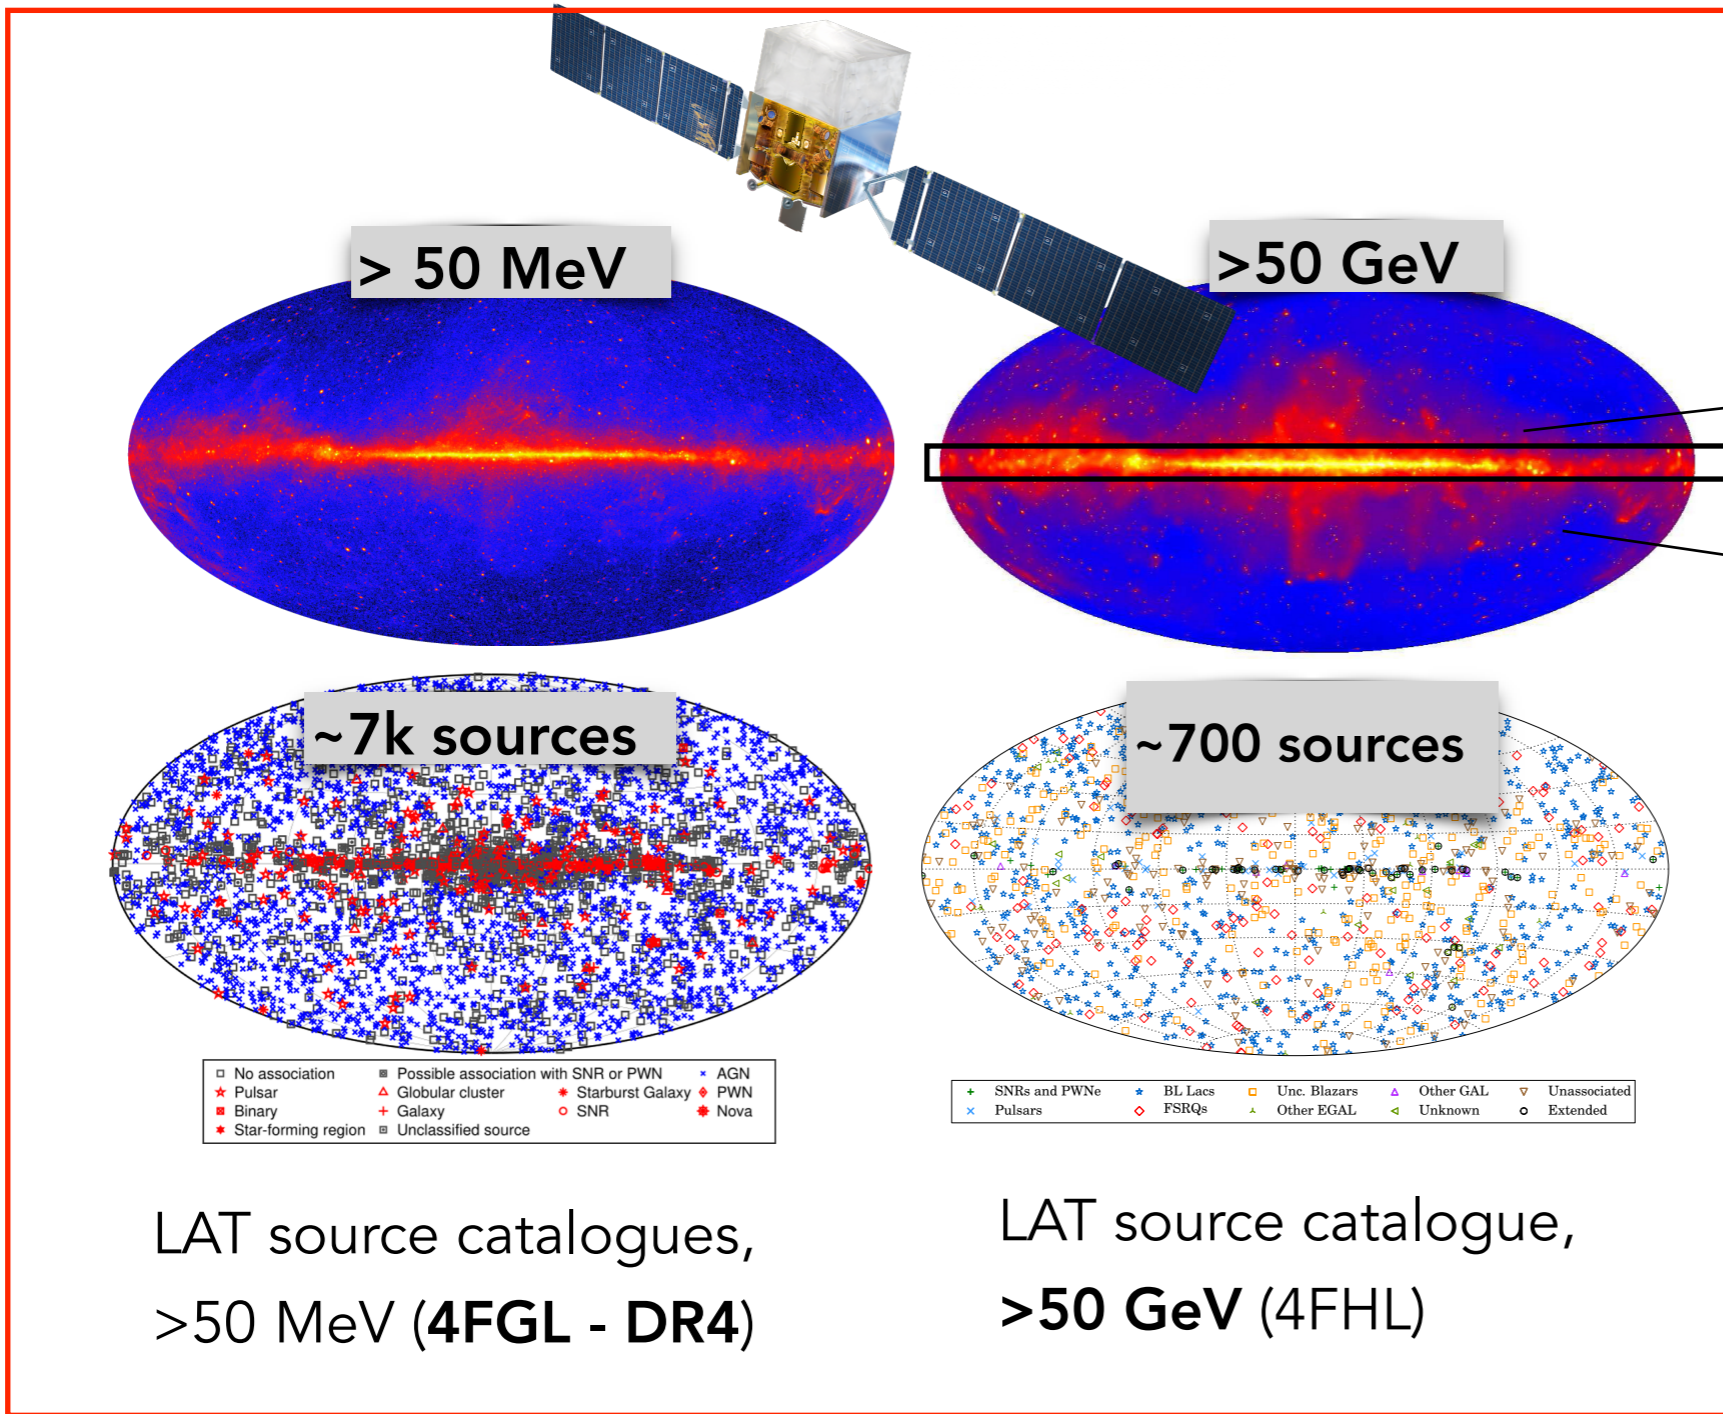 > 50 MeV
>50 GeV
~7k sources
~700 sources
No association
Possible association with SNR or PWN
AGN
Pulsar
Globular cluster
Starburst Galaxy
PWN
Binary
Galaxy
SNR
Nova
Star-forming region
Unclassified source
SNRs and PWNe
BL Lacs
Unc. Blazars
Other GAL
Unassociated
Pulsars
FSRQs
Other EGAL
Unknown
Extended
LAT source catalogues,
>50 MeV (4FGL - DR4)
LAT source catalogue,
>50 GeV (4FHL)